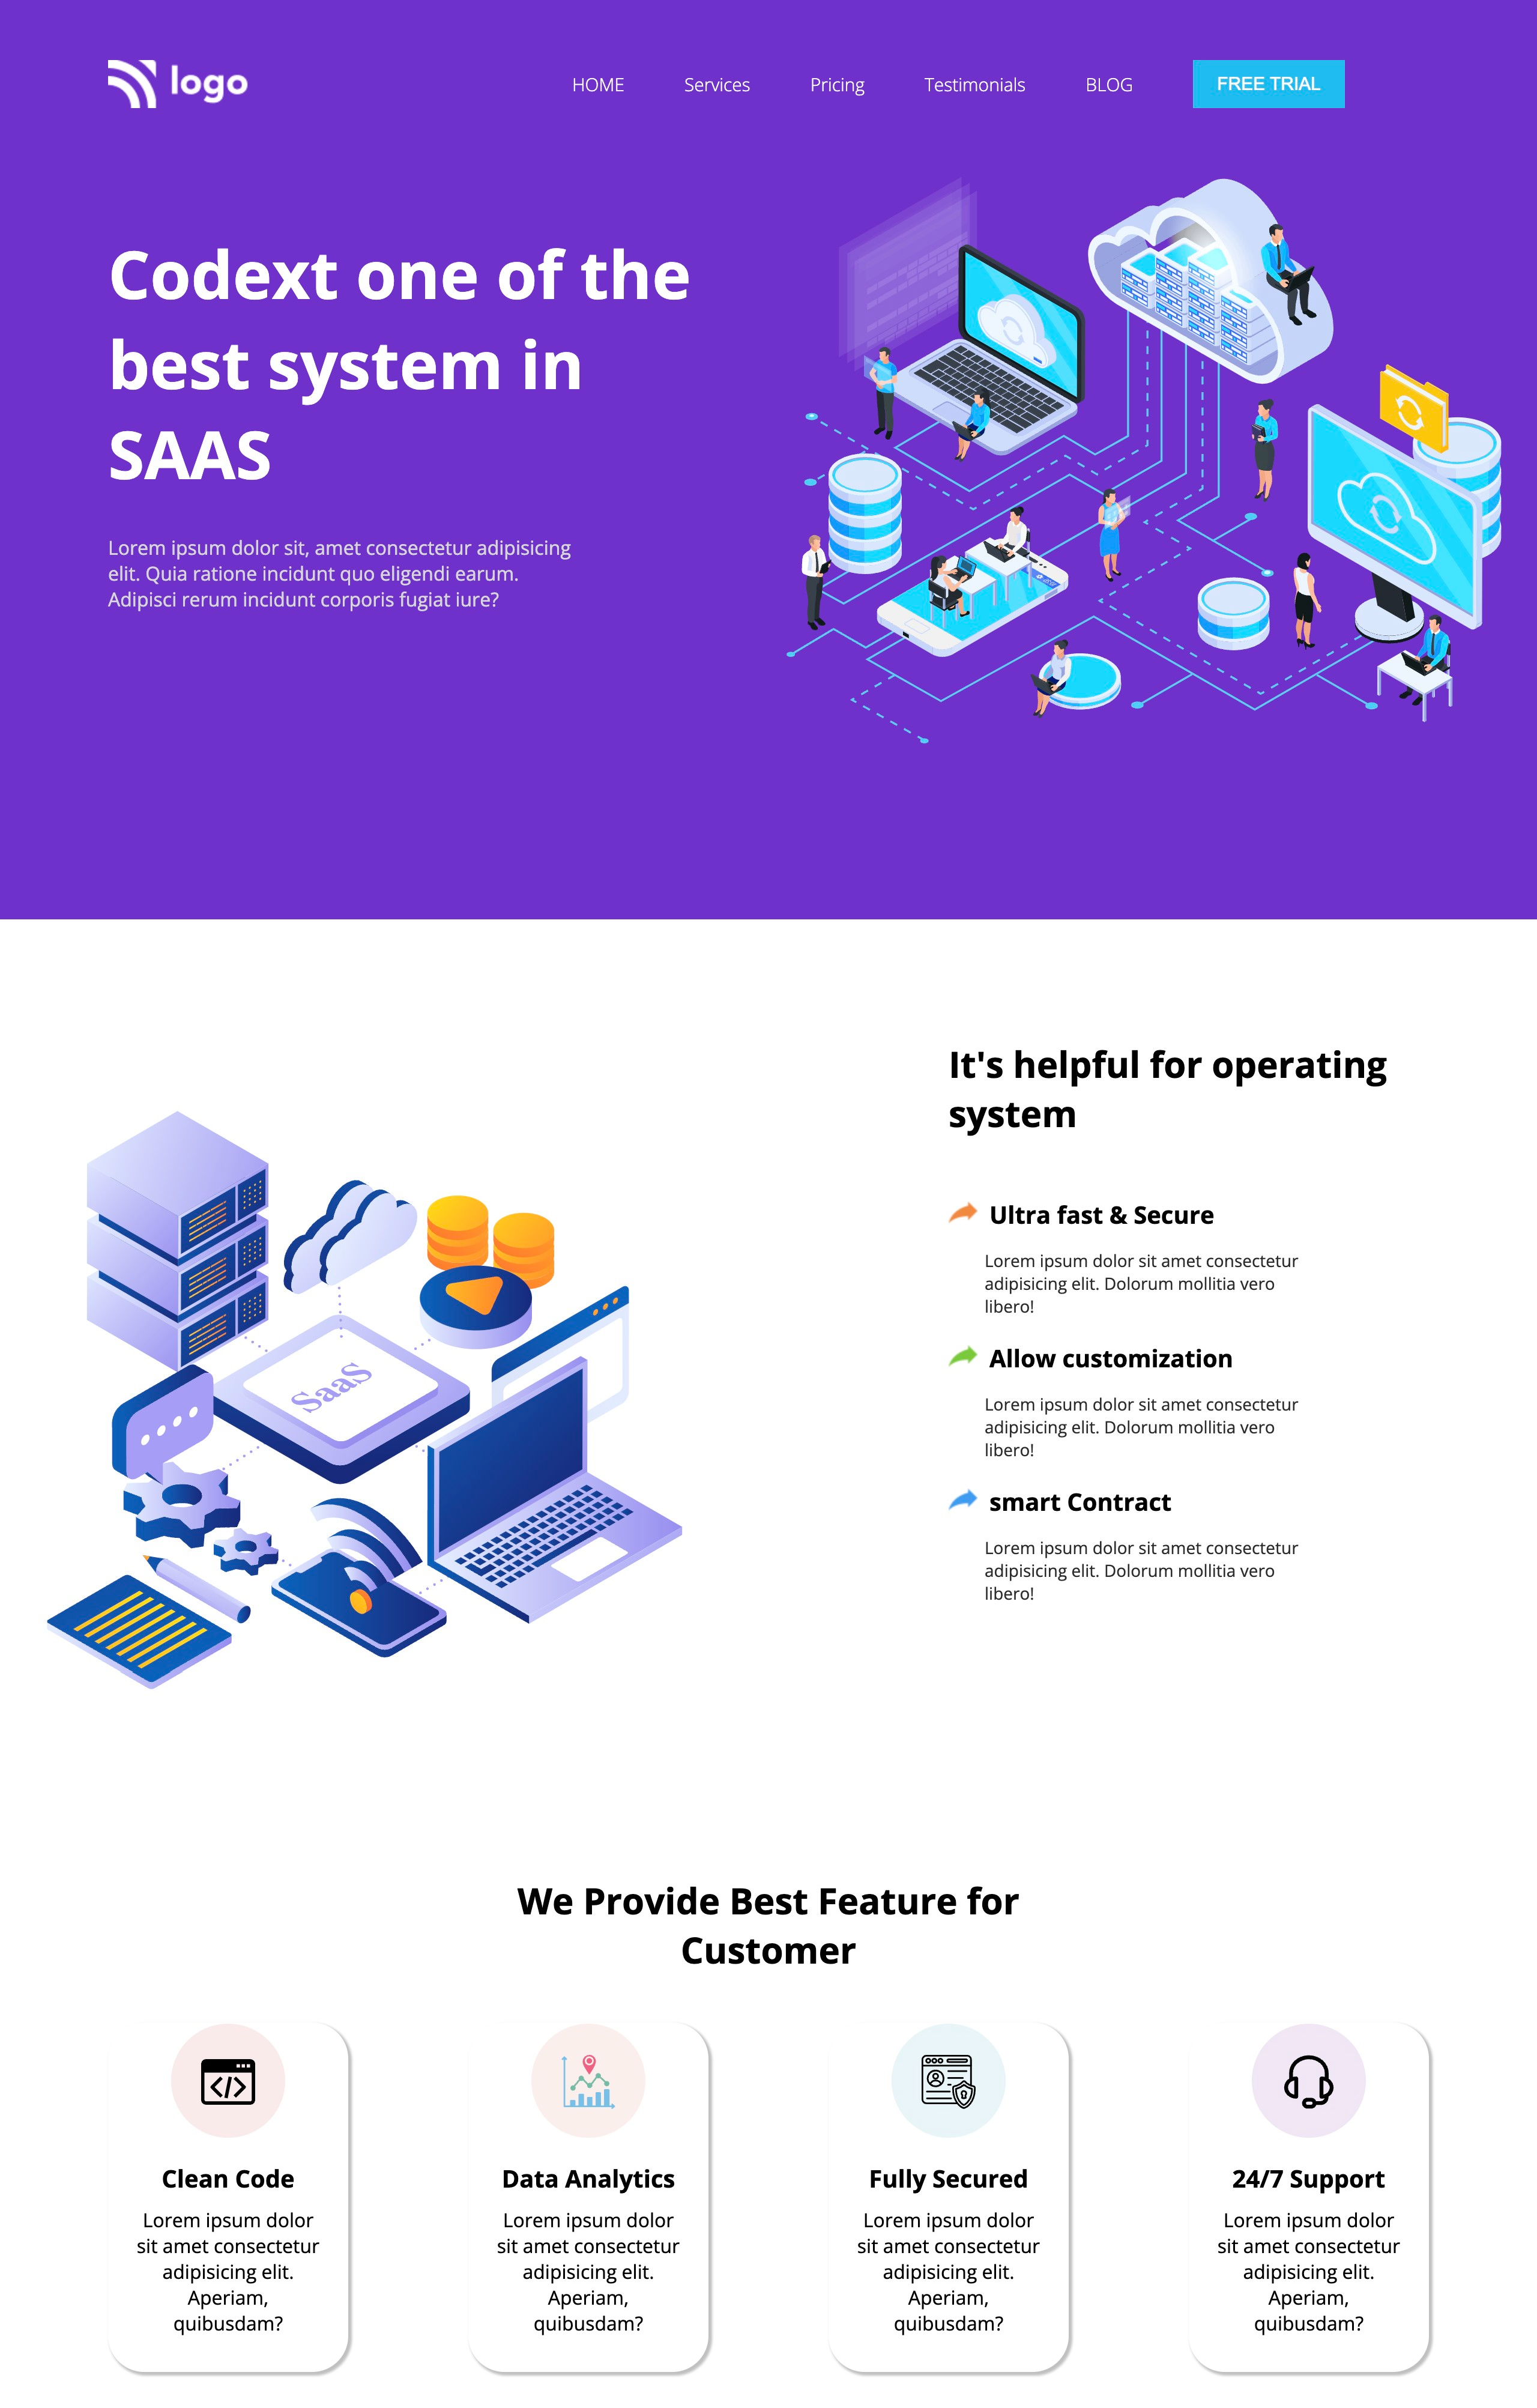 logo
HOME
Services
Pricing
Testimonials
BLOG
FREE TRIAL
Codext one of the
best system in
SAAS
Lorem ipsum dolor sit, amet consectetur adipisicing
elit. Quia ratione incidunt quo eligendi earum.
Adipisci rerum incidunt corporis fugiat iure?
SaaS
It's helpful for operating
system
Ultra fast & Secure
Lorem ipsum dolor sit amet consectetur
adipisicing elit. Dolorum mollitia vero
libero!
Allow customization
Lorem ipsum dolor sit amet consectetur
adipisicing elit. Dolorum mollitia vero
libero!
smart Contract
Lorem ipsum dolor sit amet consectetur
adipisicing elit. Dolorum mollitia vero
libero!
We Provide Best Feature for
Customer
Clean Code
Lorem ipsum dolor
sit amet consectetur
adipisicing elit.
Aperiam,
quibusdam?
Data Analytics
Lorem ipsum dolor
sit amet consectetur
adipisicing elit.
Aperiam,
quibusdam?
Fully Secured
Lorem ipsum dolor
sit amet consectetur
adipisicing elit.
Aperiam,
quibusdam?
24/7 Support
Lorem ipsum dolor
sit amet consectetur
adipisicing elit.
Aperiam,
quibusdam?